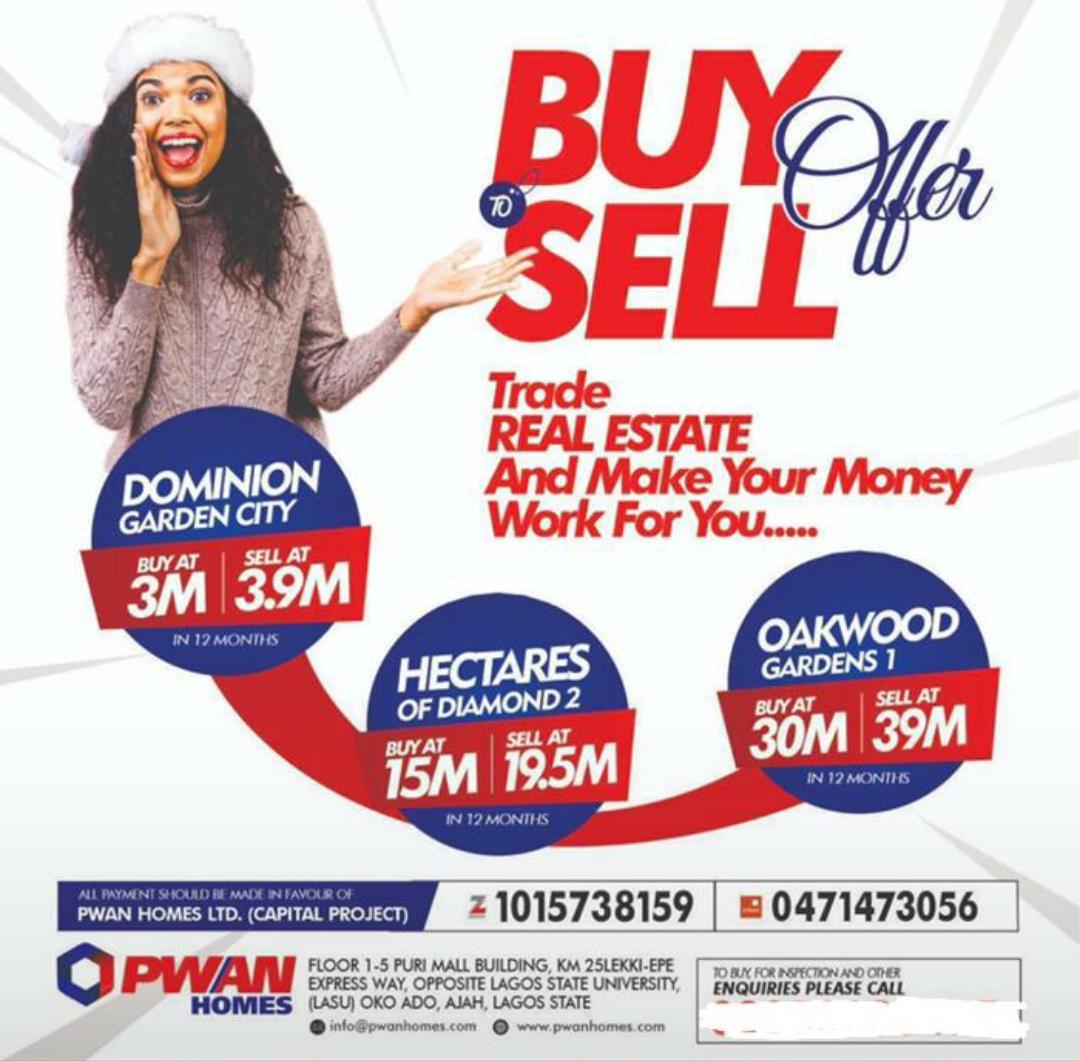 BUY
TO
SELL
Offer
Trade
REAL ESTATE
And Make Your Money
Work For You.....
DOMINION
GARDEN CITY
BUY AT
3M
SELL AT
3.9M
IN 12 MONTHS
HECTARES
OF DIAMOND 2
BUY AT
15M
SELL AT
19.5M
IN 12 MONTHS
OAKWOOD
GARDENS 1
BUY AT
30M
SELL AT
39M
IN 12 MONTHS
ALL PAYMENT SHOULD BE MADE IN FAVOUR OF
PWAN HOMES LTD. (CAPITAL PROJECT)
Z 1015738159
0471473056
PWAN
HOMES
FLOOR 1-5 PURI MALL BUILDING, KM 25LEKKI-EPE
EXPRESS WAY, OPPOSITE LAGOS STATE UNIVERSITY,
(LASU) OKO ADO, AJAH, LAGOS STATE
info@pwanhomes.com www.pwanhomes.com
TO BUY, FOR INSPECTION AND OTHER
ENQUIRIES PLEASE CALL